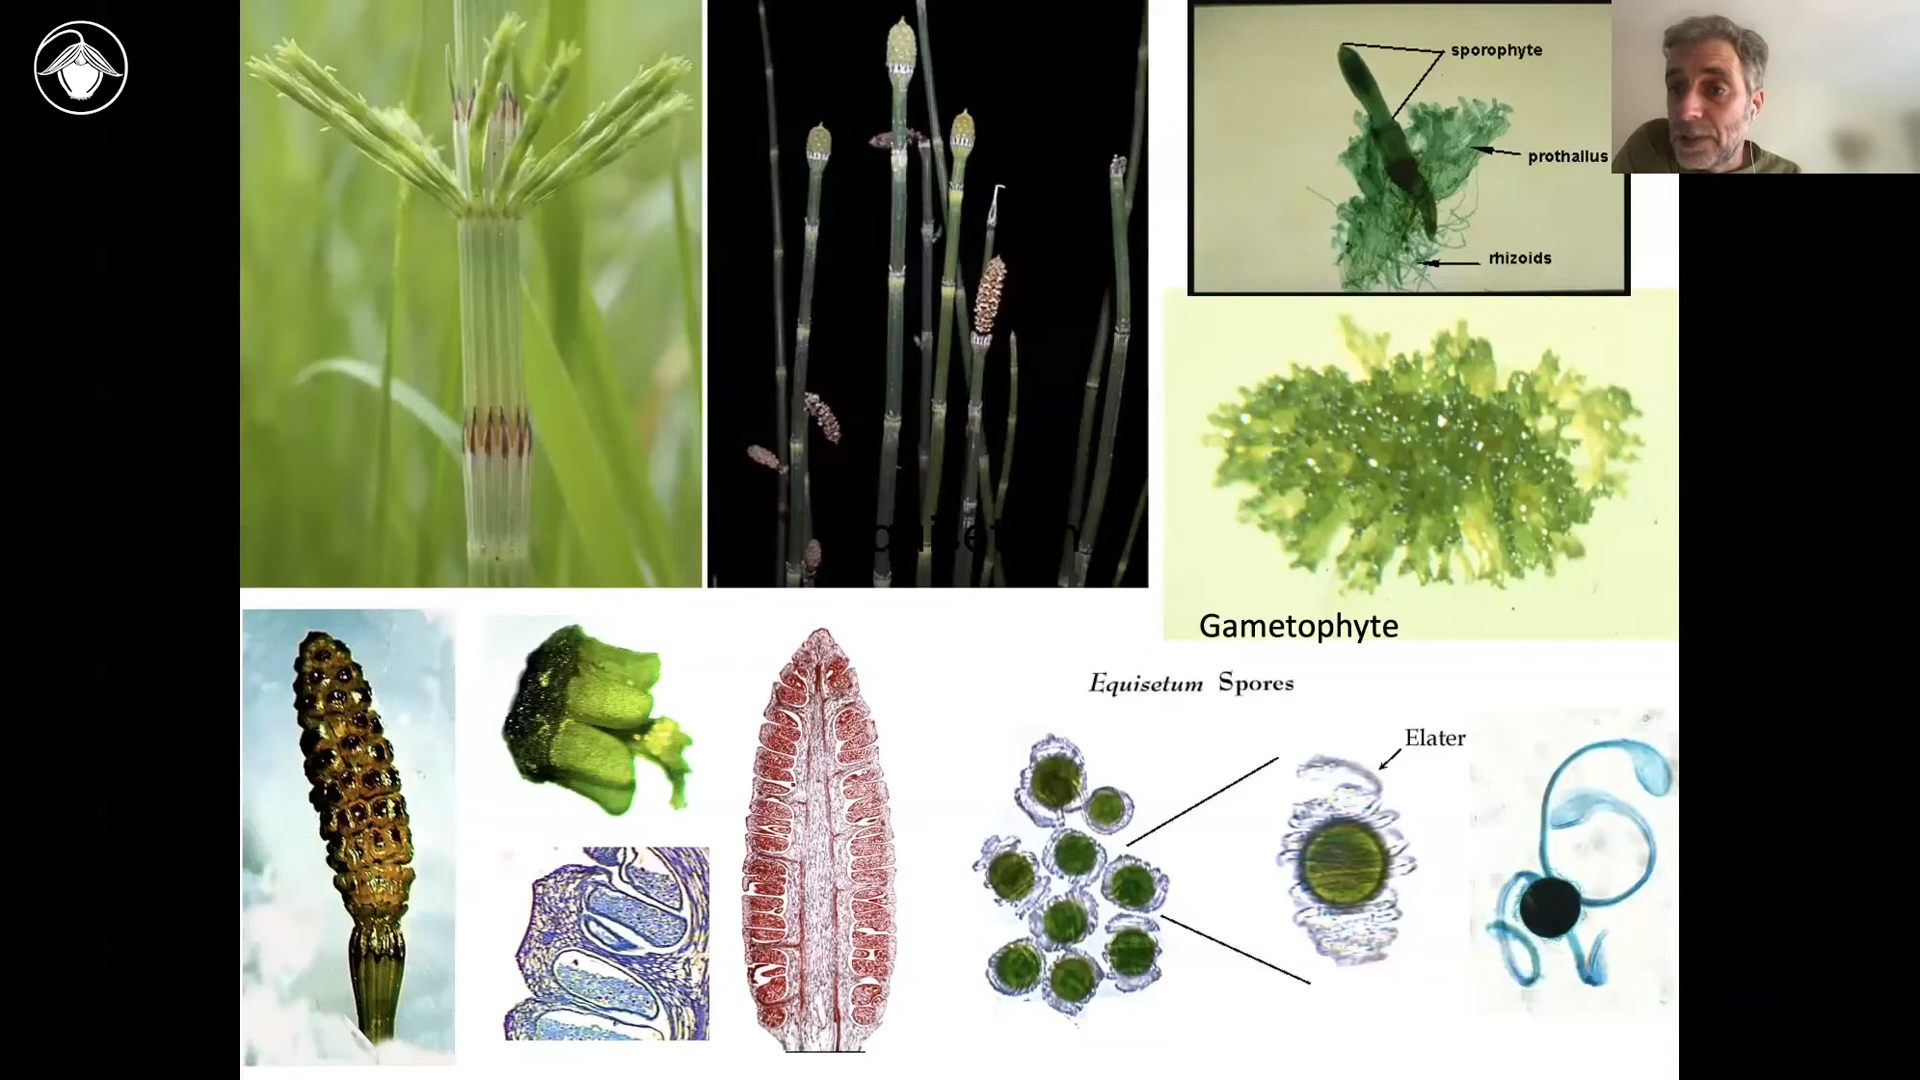 sporophyte
prothallus
rhizoids
Gametophyte
Equisetum Spores
Elater